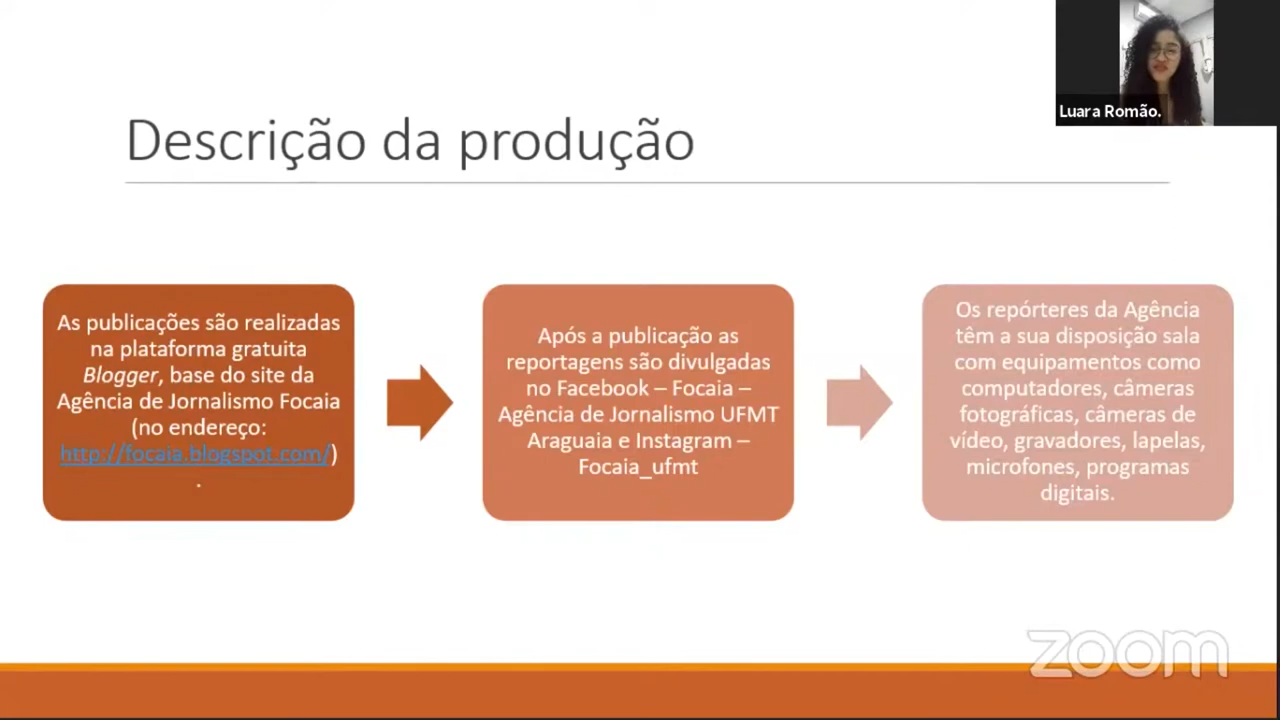 Luara Romão.
Descrição da produção
As publicações são realizadas
na plataforma gratuita
Blogger, base do site da
Agência de Jornalismo Focaia
(no endereço:
http://focaia.blogspot.com/)
.
Após a publicação as
reportagens são divulgadas
no Facebook – Focaia –
Agência de Jornalismo UFMT
Araguaia e Instagram –
Focaia_ufmt
Os repórteres da Agência
têm a sua disposição sala
com equipamentos como
computadores, câmeras
fotográficas, câmeras de
vídeo, gravadores, lapelas,
microfones, programas
digitais.
zoom